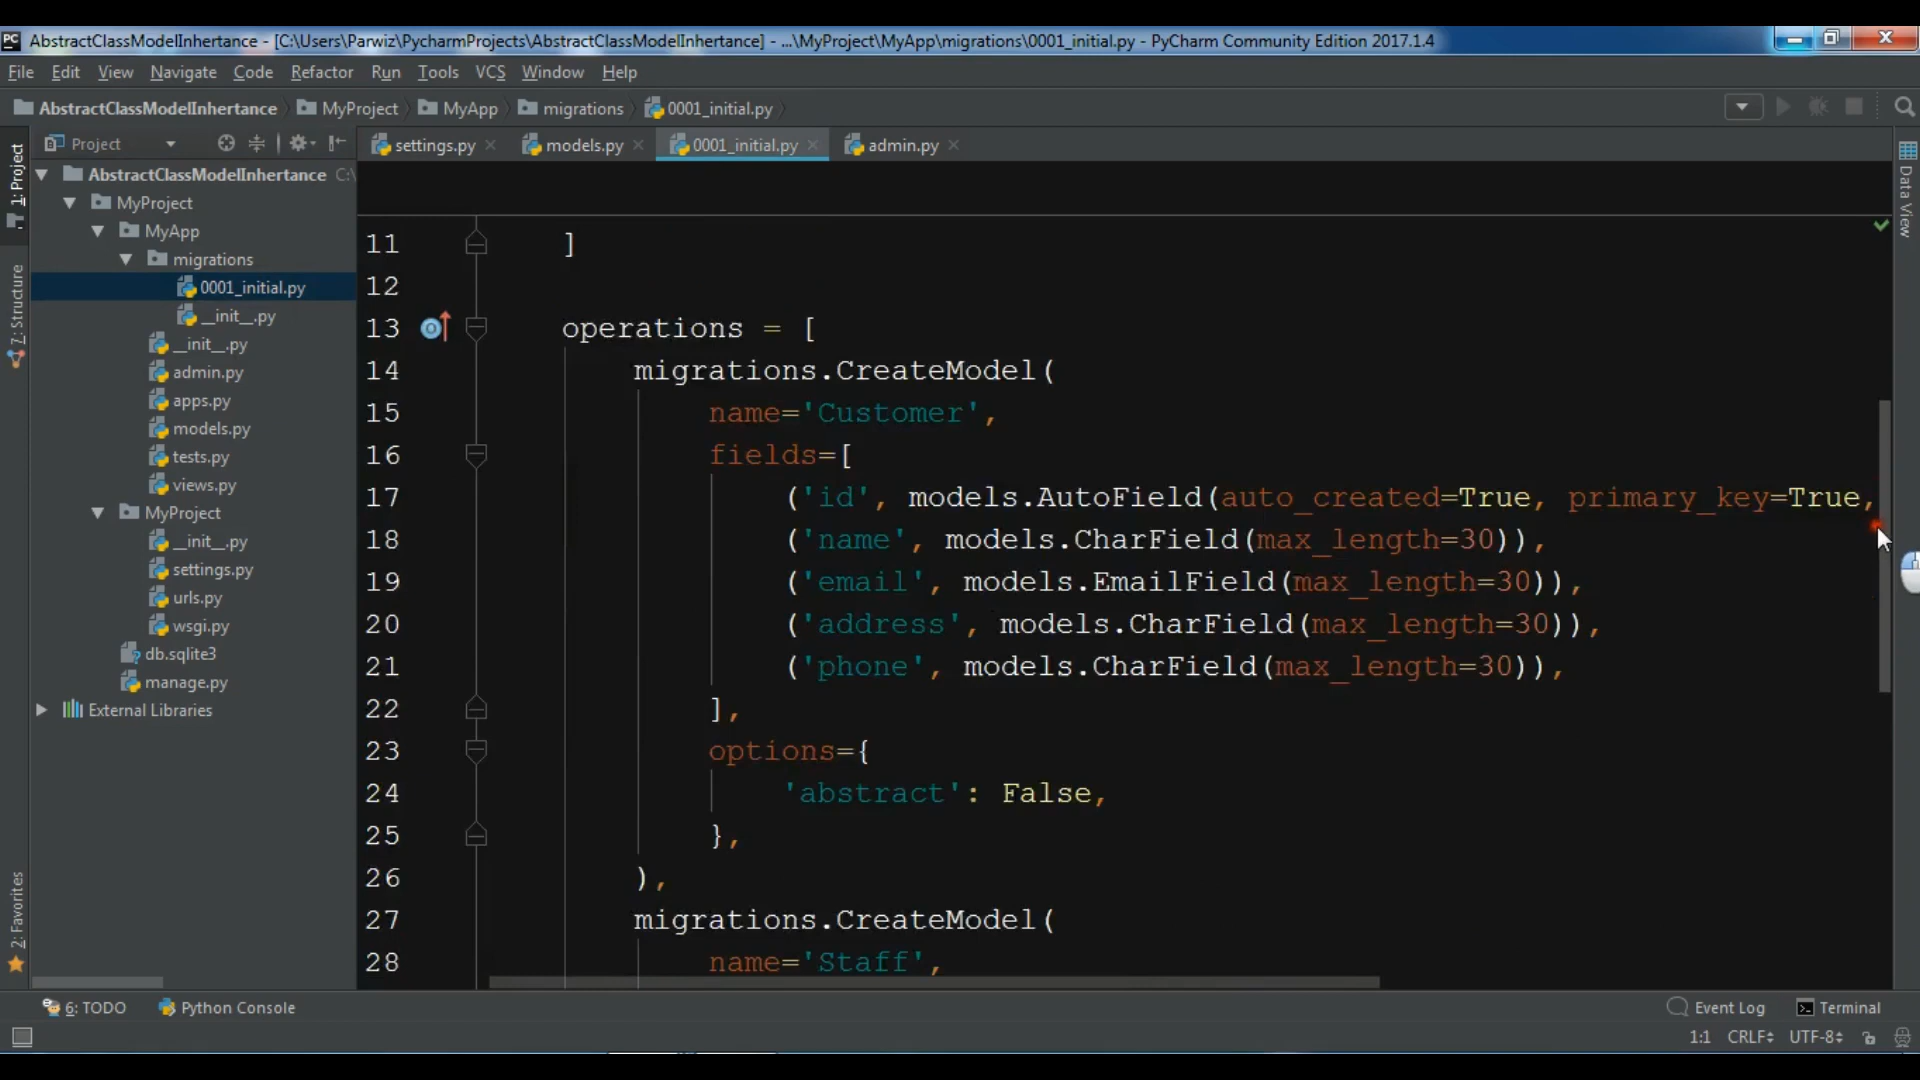 PC AbstractClassModelInhertance - [C:\Users\Parwiz\PycharmProjects\AbstractClassModelInhertance] - ...\MyProject\MyApp\migrations\0001_initial.py - PyCharm Community Edition 2017.1.4
File Edit View Navigate Code Refactor Run Tools VCS Window Help
AbstractClassModelInhertance MyProject MyApp migrations 0001_initial.py
Project settings.py models.py 0001_initial.py admin.py
1: Project
7: Structure
2: Favorites
AbstractClassModelInhertance C:\
MyProject
MyApp
migrations
0001_initial.py
__init__.py
__init__.py
admin.py
apps.py
models.py
tests.py
views.py
MyProject
__init__.py
settings.py
urls.py
wsgi.py
db.sqlite3
manage.py
External Libraries
11 ]
12
13 operations = [
14 migrations.CreateModel(
15 name='Customer',
16 fields=[
17 ('id', models.AutoField(auto_created=True, primary_key=True,
18 ('name', models.CharField(max_length=30)),
19 ('email', models.EmailField(max_length=30)),
20 ('address', models.CharField(max_length=30)),
21 ('phone', models.CharField(max_length=30)),
22 ],
23 options={
24 'abstract': False,
25 },
26 ),
27 migrations.CreateModel(
28 name='Staff',
Data View
6: TODO Python Console Event Log Terminal
1:1 CRLF UTF-8